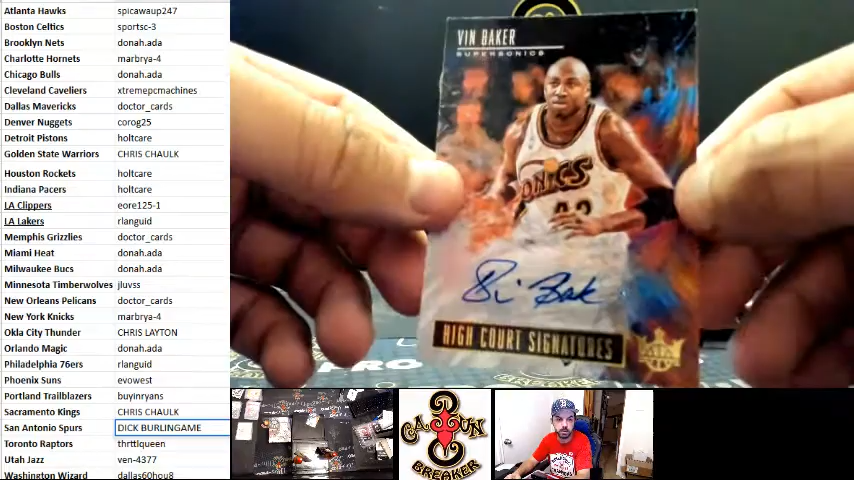 Atlanta Hawks spicawaup247
Boston Celtics sportsc-3
Brooklyn Nets donah.ada
Charlotte Hornets marbrya-4
Chicago Bulls donah.ada
Cleveland Caveliers xtremepcmachines
Dallas Mavericks doctor_cards
Denver Nuggets corog25
Detroit Pistons holtcare
Golden State Warriors CHRIS CHAULK
Houston Rockets holtcare
Indiana Pacers holtcare
LA Clippers eore125-1
LA Lakers rlanguid
Memphis Grizzlies doctor_cards
Miami Heat donah.ada
Milwaukee Bucs donah.ada
Minnesota Timberwolves jluvss
New Orleans Pelicans doctor_cards
New York Knicks marbrya-4
Okla City Thunder CHRIS LAYTON
Orlando Magic donah.ada
Philadelphia 76ers rlanguid
Phoenix Suns evowest
Portland Trailblazers buyinryans
Sacramento Kings CHRIS CHAULK
San Antonio Spurs DICK BURLINGAME
Toronto Raptors thrttlqueen
Utah Jazz ven-4377
Washington Wizard dallas60hou8
VIN BAKER
SUPERSONICS
SONICS
HIGH COURT SIGNATURES
CAJUN
BREAKER